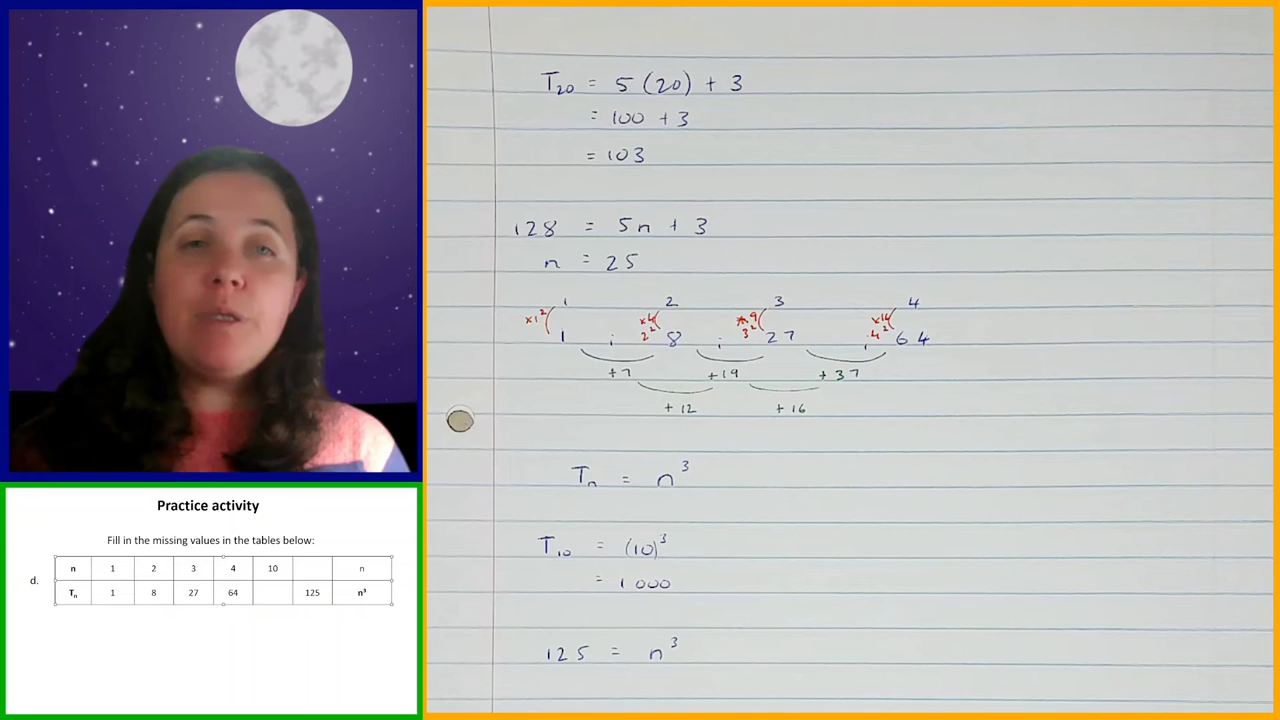 T20 = 5 (20) + 3
= 100 + 3
= 103
128 = 5n + 3
n = 25
1 2 3 4
×1² ×4 ×9 ×16
2² 3² 4²
1 ; 8 ; 27 ; 64
+7 +19 +37
+12 +16
Tn = n³
T10 = (10)³
= 1 000
125 = n³
Practice activity
Fill in the missing values in the tables below:
d.
n 1 2 3 4 10 n
Tn 1 8 27 64 125 n³